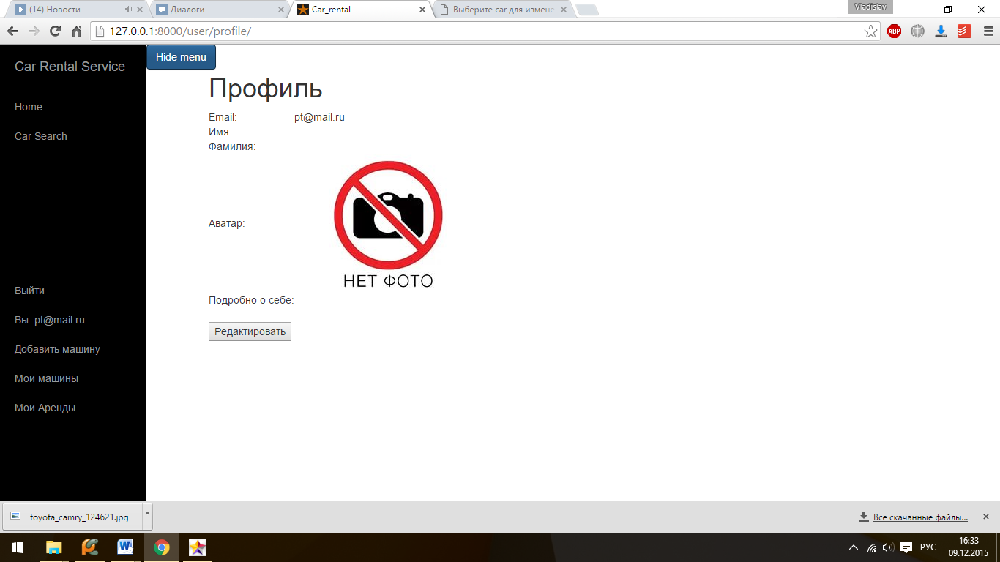 (14) Новости
Диалоги
Car_rental
Выберите car для измене
Vladislav
127.0.0.1:8000/user/profile/
ABP
Car Rental Service
Home
Car Search
Выйти
Вы: pt@mail.ru
Добавить машину
Мои машины
Мои Аренды
Hide menu
Профиль
Email: pt@mail.ru
Имя:
Фамилия:
Аватар:
НЕТ ФОТО
Подробно о себе:
Редактировать
toyota_camry_124621.jpg
Все скачанные файлы...
РУС
16:33
09.12.2015